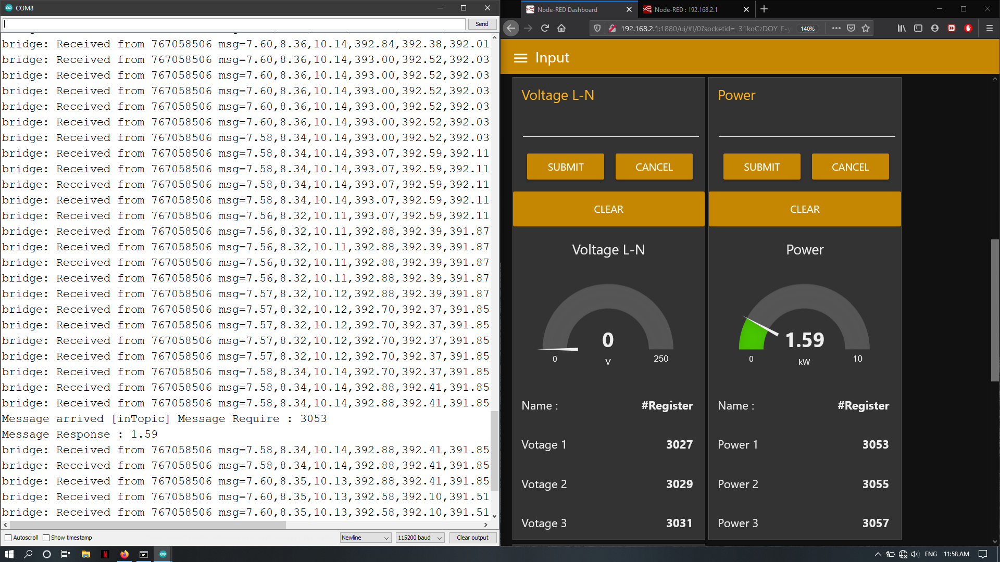 COM8
Send
bridge: Received from 767058506 msg=7.60,8.36,10.14,392.84,392.38,392.01
bridge: Received from 767058506 msg=7.60,8.36,10.14,393.00,392.52,392.03
bridge: Received from 767058506 msg=7.60,8.36,10.14,393.00,392.52,392.03
bridge: Received from 767058506 msg=7.60,8.36,10.14,393.00,392.52,392.03
bridge: Received from 767058506 msg=7.60,8.36,10.14,393.00,392.52,392.03
bridge: Received from 767058506 msg=7.60,8.36,10.14,393.00,392.52,392.03
bridge: Received from 767058506 msg=7.58,8.34,10.14,393.00,392.52,392.03
bridge: Received from 767058506 msg=7.58,8.34,10.14,393.07,392.59,392.11
bridge: Received from 767058506 msg=7.58,8.34,10.14,393.07,392.59,392.11
bridge: Received from 767058506 msg=7.58,8.34,10.14,393.07,392.59,392.11
bridge: Received from 767058506 msg=7.58,8.34,10.14,393.07,392.59,392.11
bridge: Received from 767058506 msg=7.56,8.32,10.11,393.07,392.59,392.11
bridge: Received from 767058506 msg=7.56,8.32,10.11,392.88,392.39,391.87
bridge: Received from 767058506 msg=7.56,8.32,10.11,392.88,392.39,391.87
bridge: Received from 767058506 msg=7.56,8.32,10.11,392.88,392.39,391.87
bridge: Received from 767058506 msg=7.56,8.32,10.11,392.88,392.39,391.87
bridge: Received from 767058506 msg=7.57,8.32,10.12,392.88,392.39,391.87
bridge: Received from 767058506 msg=7.57,8.32,10.12,392.70,392.37,391.85
bridge: Received from 767058506 msg=7.57,8.32,10.12,392.70,392.37,391.85
bridge: Received from 767058506 msg=7.57,8.32,10.12,392.70,392.37,391.85
bridge: Received from 767058506 msg=7.57,8.32,10.12,392.70,392.37,391.85
bridge: Received from 767058506 msg=7.58,8.34,10.14,392.70,392.37,391.85
bridge: Received from 767058506 msg=7.58,8.34,10.14,392.88,392.41,391.85
bridge: Received from 767058506 msg=7.58,8.34,10.14,392.88,392.41,391.85
Message arrived [inTopic] Message Require : 3053
Message Response : 1.59
bridge: Received from 767058506 msg=7.58,8.34,10.14,392.88,392.41,391.85
bridge: Received from 767058506 msg=7.58,8.34,10.14,392.88,392.41,391.85
bridge: Received from 767058506 msg=7.60,8.35,10.13,392.88,392.41,391.85
bridge: Received from 767058506 msg=7.60,8.35,10.13,392.58,392.10,391.51
bridge: Received from 767058506 msg=7.60,8.35,10.13,392.58,392.10,391.51
Autoscroll Show timestamp Newline 115200 baud Clear output
Node-RED Dashboard
Node-RED : 192.168.2.1
192.168.2.1:1880/ui/#!/0?socketid=_31koCzDOY_F-y 140%
Input
Voltage L-N
SUBMIT CANCEL
CLEAR
Voltage L-N
0
0 V 250
Name : #Register
Votage 1 3027
Votage 2 3029
Votage 3 3031
Power
SUBMIT CANCEL
CLEAR
Power
1.59
0 kW 10
Name : #Register
Power 1 3053
Power 2 3055
Power 3 3057
ENG 11:58 AM